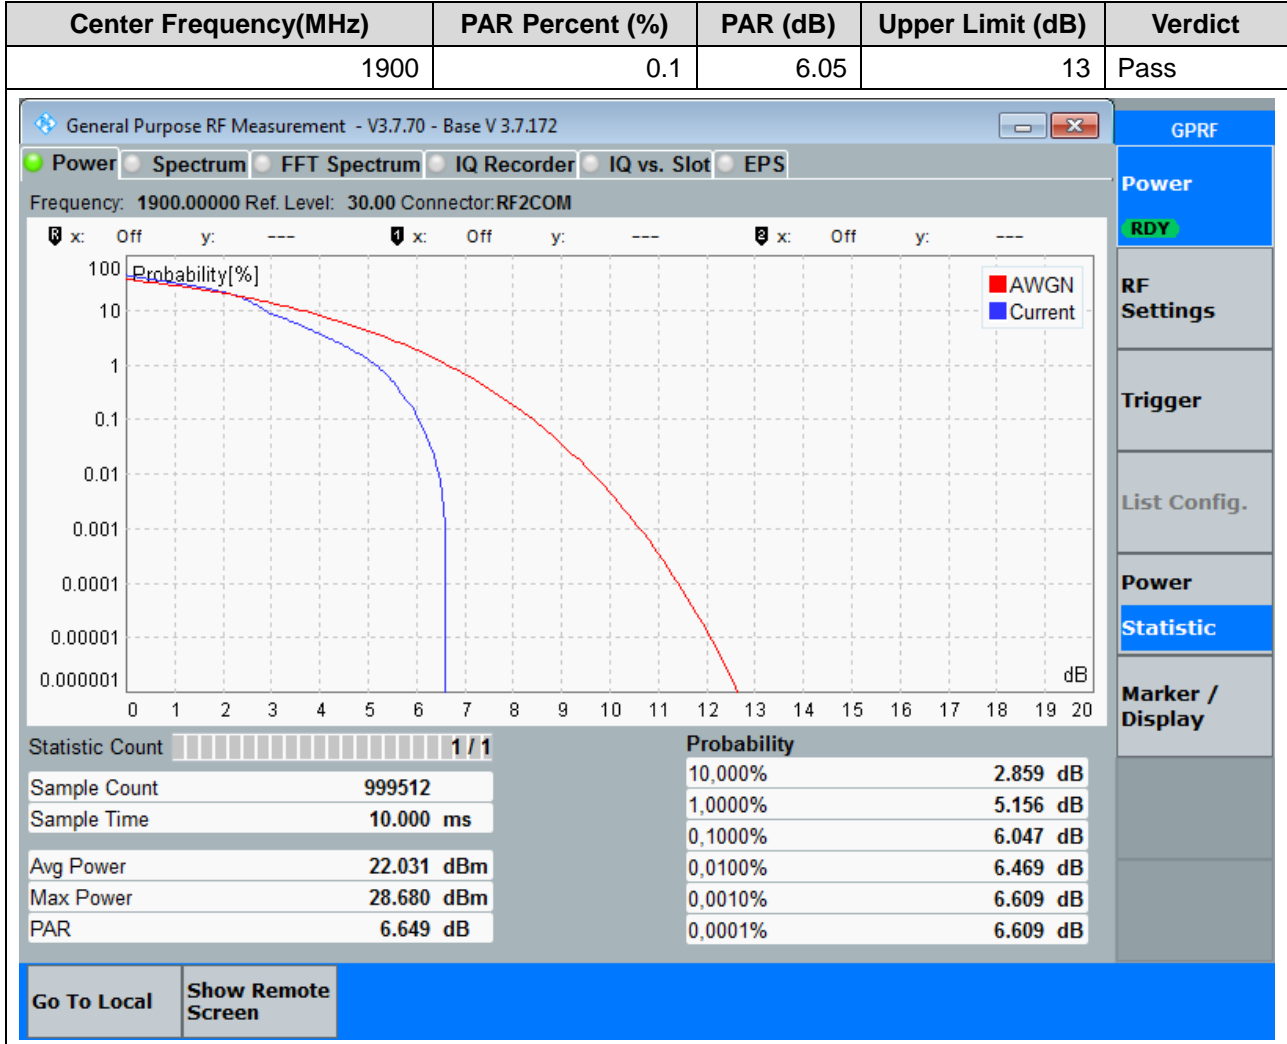 Center Frequency(MHz) PAR Percent (%) PAR (dB) Upper Limit (dB) Verdict
1900 0.1 6.05 13 Pass
General Purpose RF Measurement - V3.7.70 - Base V 3.7.172
GPRF
Power Spectrum FFT Spectrum IQ Recorder IQ vs. Slot EPS
Frequency: 1900.00000 Ref. Level: 30.00 Connector: RF2COM
R x: Off y: --- 1 x: Off y: --- 2 x: Off y: ---
Probability[%]
AWGN
Current
100
10
1
0.1
0.01
0.001
0.0001
0.00001
0.000001
dB
0 1 2 3 4 5 6 7 8 9 10 11 12 13 14 15 16 17 18 19 20
Statistic Count 1 / 1
Sample Count 999512
Sample Time 10.000 ms
Avg Power 22.031 dBm
Max Power 28.680 dBm
PAR 6.649 dB
Probability
10,000% 2.859 dB
1,0000% 5.156 dB
0,1000% 6.047 dB
0,0100% 6.469 dB
0,0010% 6.609 dB
0,0001% 6.609 dB
Power
RDY
RF
Settings
Trigger
List Config.
Power
Statistic
Marker /
Display
Go To Local
Show Remote
Screen